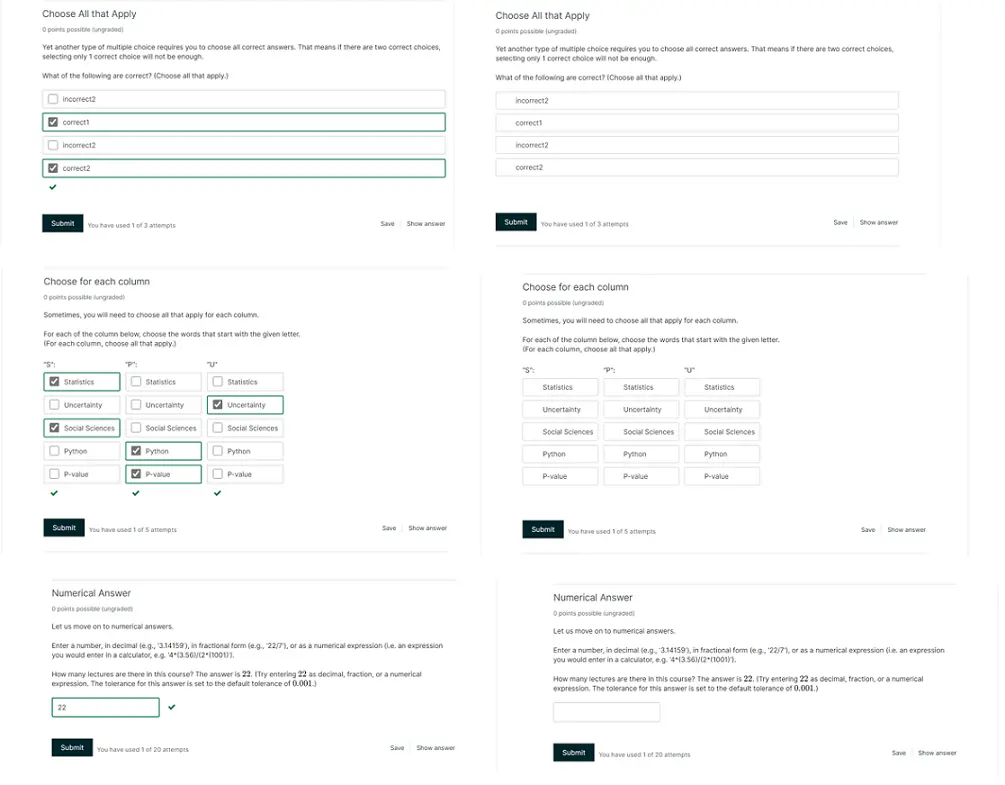 Choose All that Apply
0 points possible (ungraded)
Yet another type of multiple choice requires you to choose all correct answers. That means if there are two correct choices,
selecting only 1 correct choice will not be enough.
What of the following are correct? (Choose all that apply.)
incorrect2
correct1
incorrect2
correct2
Submit You have used 1 of 3 attempts Save Show answer
Choose All that Apply
0 points possible (ungraded)
Yet another type of multiple choice requires you to choose all correct answers. That means if there are two correct choices,
selecting only 1 correct choice will not be enough.
What of the following are correct? (Choose all that apply.)
incorrect2
correct1
incorrect2
correct2
Submit You have used 1 of 3 attempts Save Show answer
Choose for each column
0 points possible (ungraded)
Sometimes, you will need to choose all that apply for each column.
For each of the column below, choose the words that start with the given letter.
(For each column, choose all that apply.)
"S": "P": "U"
Statistics Statistics Statistics
Uncertainty Uncertainty Uncertainty
Social Sciences Social Sciences Social Sciences
Python Python Python
P-value P-value P-value
Submit You have used 1 of 5 attempts Save Show answer
Choose for each column
0 points possible (ungraded)
Sometimes, you will need to choose all that apply for each column.
For each of the column below, choose the words that start with the given letter.
(For each column, choose all that apply.)
"S": "P": "U"
Statistics Statistics Statistics
Uncertainty Uncertainty Uncertainty
Social Sciences Social Sciences Social Sciences
Python Python Python
P-value P-value P-value
Submit You have used 1 of 5 attempts Save Show answer
Numerical Answer
0 points possible (ungraded)
Let us move on to numerical answers.
Enter a number, in decimal (e.g., '3.14159'), in fractional form (e.g., '22/7'), or as a numerical expression (i.e. an expression
you would enter in a calculator, e.g. '4*(3.56)/(2*(1001)').
How many lectures are there in this course? The answer is 22. (Try entering 22 as decimal, fraction, or a numerical
expression. The tolerance for this answer is set to the default tolerance of 0.001.)
22
Submit You have used 1 of 20 attempts Save Show answer
Numerical Answer
0 points possible (ungraded)
Let us move on to numerical answers.
Enter a number, in decimal (e.g., '3.14159'), in fractional form (e.g., '22/7'), or as a numerical expression (i.e. an expression
you would enter in a calculator, e.g. '4*(3.56)/(2*(1001)').
How many lectures are there in this course? The answer is 22. (Try entering 22 as decimal, fraction, or a numerical
expression. The tolerance for this answer is set to the default tolerance of 0.001.)
Submit You have used 1 of 20 attempts Save Show answer